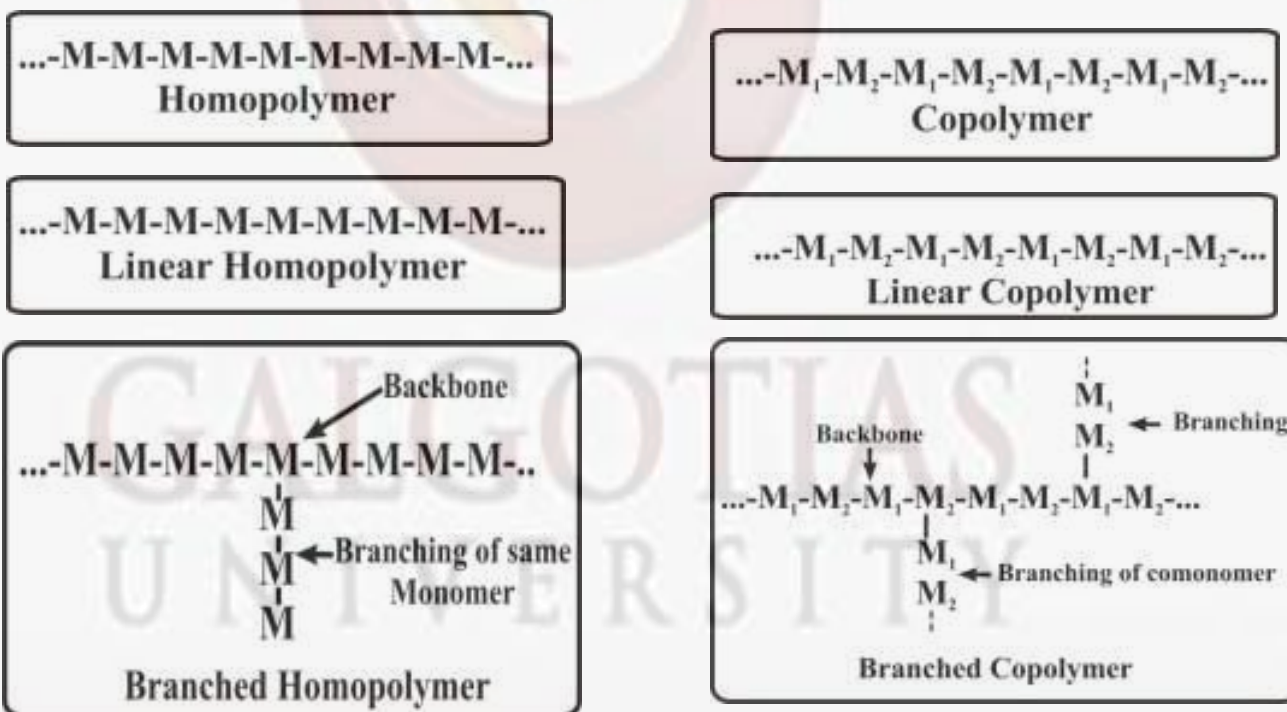 ...-M-M-M-M-M-M-M-M-M-...
Homopolymer
...-M₁-M₂-M₁-M₂-M₁-M₂-M₁-M₂-...
Copolymer
...-M-M-M-M-M-M-M-M-M-...
Linear Homopolymer
...-M₁-M₂-M₁-M₂-M₁-M₂-M₁-M₂-...
Linear Copolymer
Backbone
...-M-M-M-M-M-M-M-M-M-..
M
M
Branching of same
Monomer
M
Branched Homopolymer
M₁
M₂
Branching
Backbone
...-M₁-M₂-M₁-M₂-M₁-M₂-M₁-M₂-...
M₁
Branching of comonomer
M₂
Branched Copolymer
GALGOTIAS
UNIVERSITY